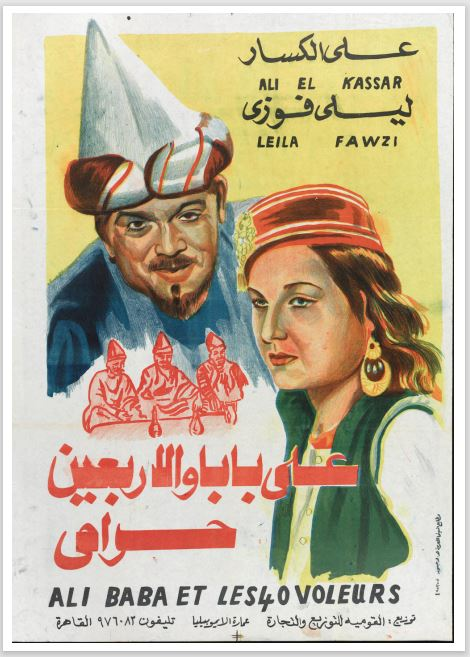 على الكسار
ALI EL KASSAR
ليلى فوزى
LEILA FAWZI
على بابا والاربعين
حرامى
ALI BABA ET LES 40 VOLEURS
توزيع: القوميه للتوزيع والتجارة عمارة الايموبيليا تليفون ٩٧٦٠٨٢ القاهرة